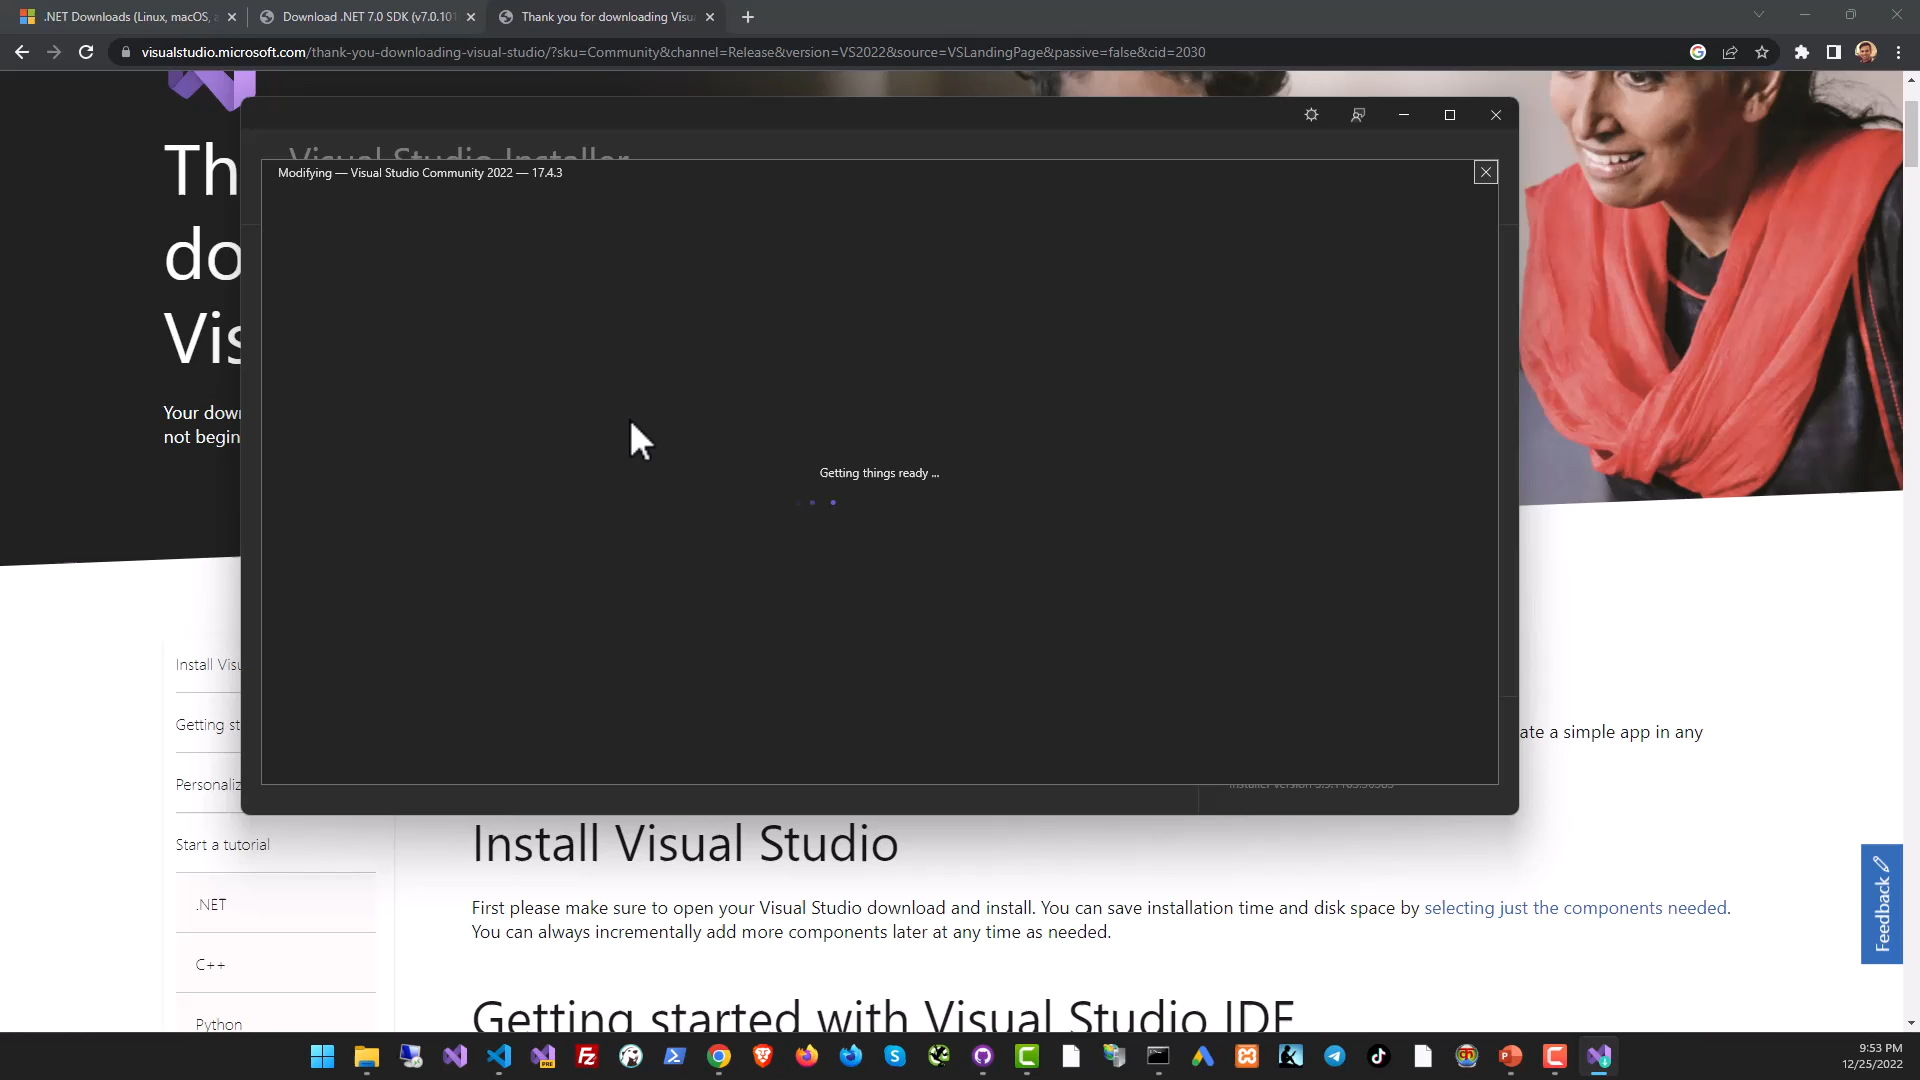 .NET Downloads (Linux, macOS, a
Download .NET 7.0 SDK (v7.0.101
Thank you for downloading Visu
visualstudio.microsoft.com/thank-you-downloading-visual-studio/?sku=Community&channel=Release&version=VS2022&source=VSLandingPage&passive=false&cid=2030
Visual Studio Installer
Modifying — Visual Studio Community 2022 — 17.4.3
Getting things ready ...
Th
do
Vis
Your dow
not begin
Install Visu
Getting st
Personaliz
Start a tutorial
.NET
C++
Python
ate a simple app in any
Install Visual Studio
First please make sure to open your Visual Studio download and install. You can save installation time and disk space by selecting just the components needed.
You can always incrementally add more components later at any time as needed.
Getting started with Visual Studio IDE
Feedback
9:53 PM
12/25/2022